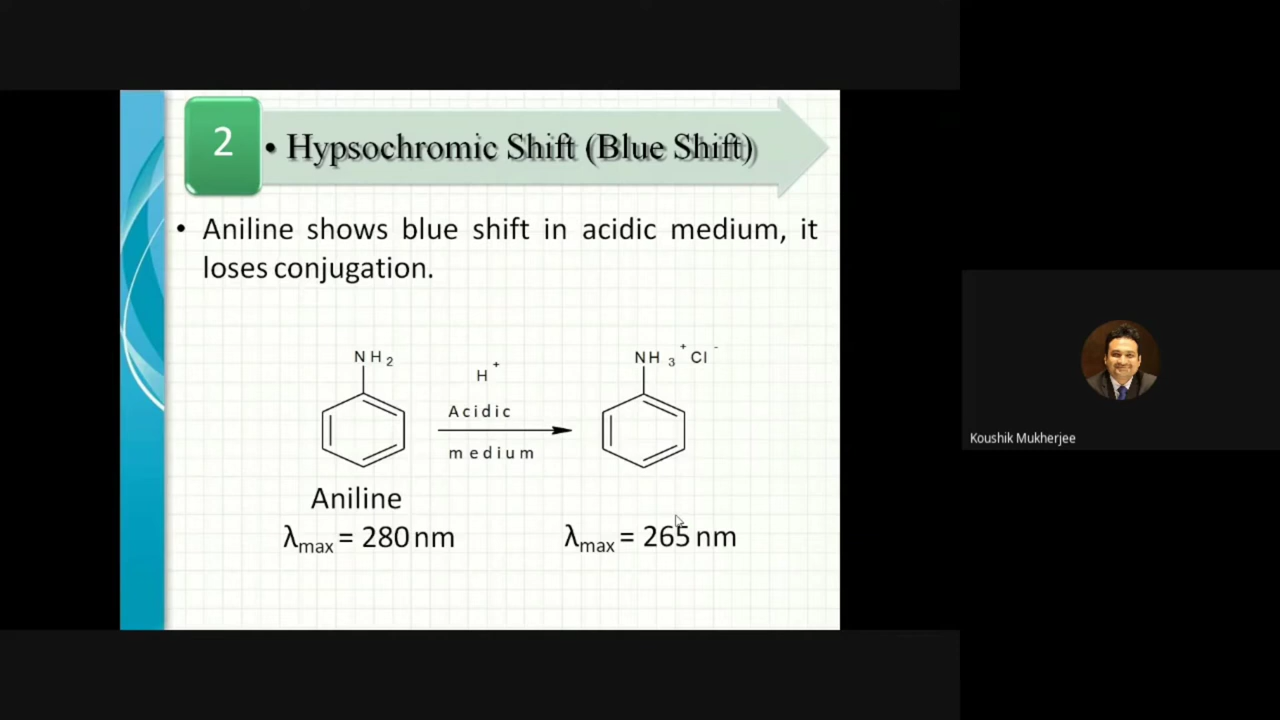 2
• Hypsochromic Shift (Blue Shift)
• Aniline shows blue shift in acidic medium, it
loses conjugation.
NH2
H+
Acidic
medium
NH3+Cl-
Aniline
λmax = 280 nm
λmax = 265 nm
Koushik Mukherjee